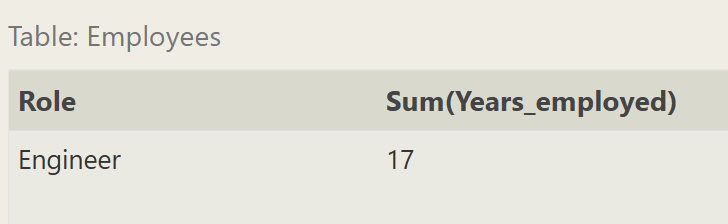 Table: Employees
Role Sum(Years_employed)
Engineer 17